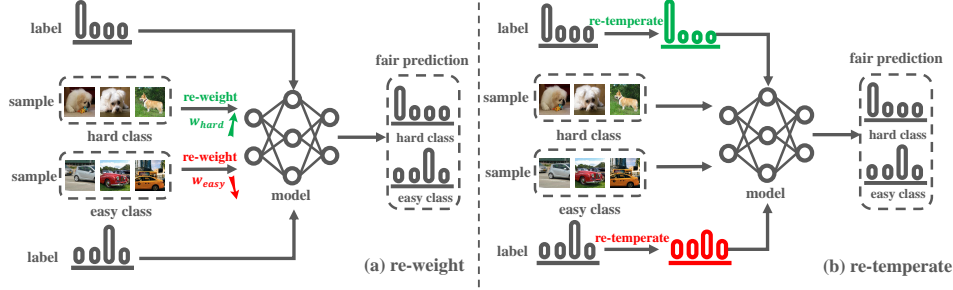 label
sample
re-weight
w_hard
hard class
sample
re-weight
w_easy
easy class
label
model
fair prediction
hard class
easy class
(a) re-weight
label
re-temperate
sample
hard class
sample
easy class
label
re-temperate
model
fair prediction
hard class
easy class
(b) re-temperate